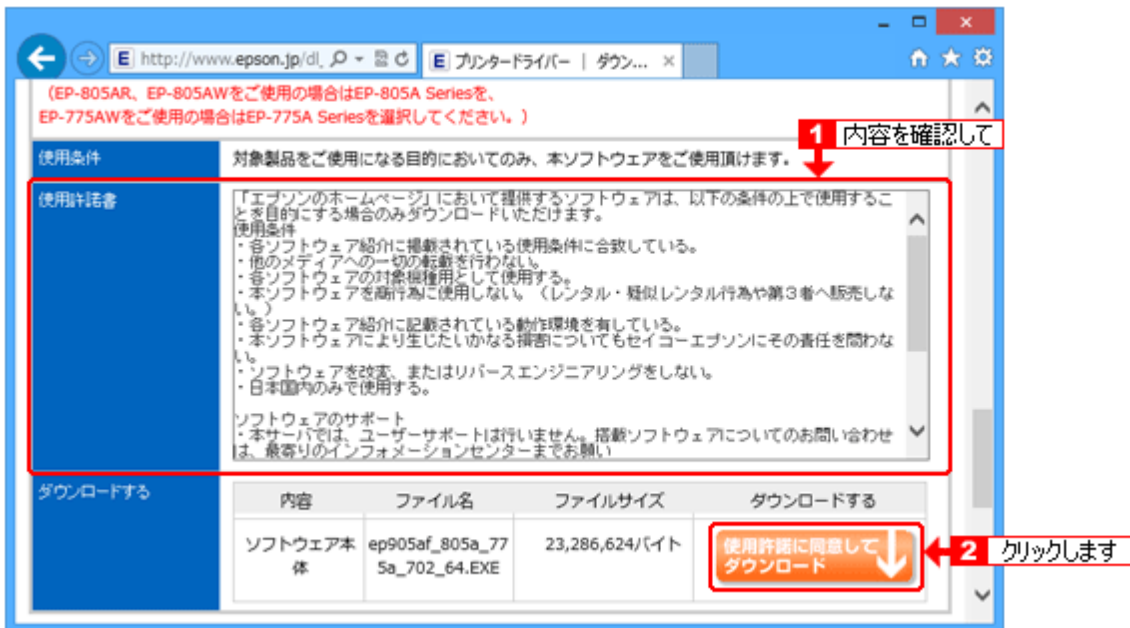 http://www.epson.jp/dl_
プリンタードライバー | ダウン...
（EP-805AR、EP-805AWをご使用の場合はEP-805A Seriesを、
EP-775AWをご使用の場合はEP-775A Seriesを選択してください。）
1 内容を確認して
使用条件
対象製品をご使用になる目的においてのみ、本ソフトウェアをご使用頂けます。
使用許諾書
「エプソンのホームページ」において提供するソフトウェアは、以下の条件の上で使用するこ
とを目的にする場合のみダウンロードいただけます。
使用条件
・各ソフトウェア紹介に掲載されている使用条件に合致している。
・他のメディアへの一切の転載を行わない。
・各ソフトウェアの対象機種用として使用する。
・本ソフトウェアを商行為に使用しない。（レンタル・疑似レンタル行為や第３者へ販売しな
い。）
・各ソフトウェア紹介に記載されている動作環境を有している。
・本ソフトウェアにより生じたいかなる損害についてもセイコーエプソンにその責任を問わな
い。
・ソフトウェアを改変、またはリバースエンジニアリングをしない。
・日本国内のみで使用する。
ソフトウェアのサポート
・本サーバでは、ユーザーサポートは行いません。搭載ソフトウェアについてのお問い合わせ
は、最寄りのインフォメーションセンターまでお願い
ダウンロードする
内容 ファイル名 ファイルサイズ ダウンロードする
ソフトウェア本
体
ep905af_805a_77
5a_702_64.EXE
23,286,624バイト
使用許諾に同意して
ダウンロード
2 クリックします